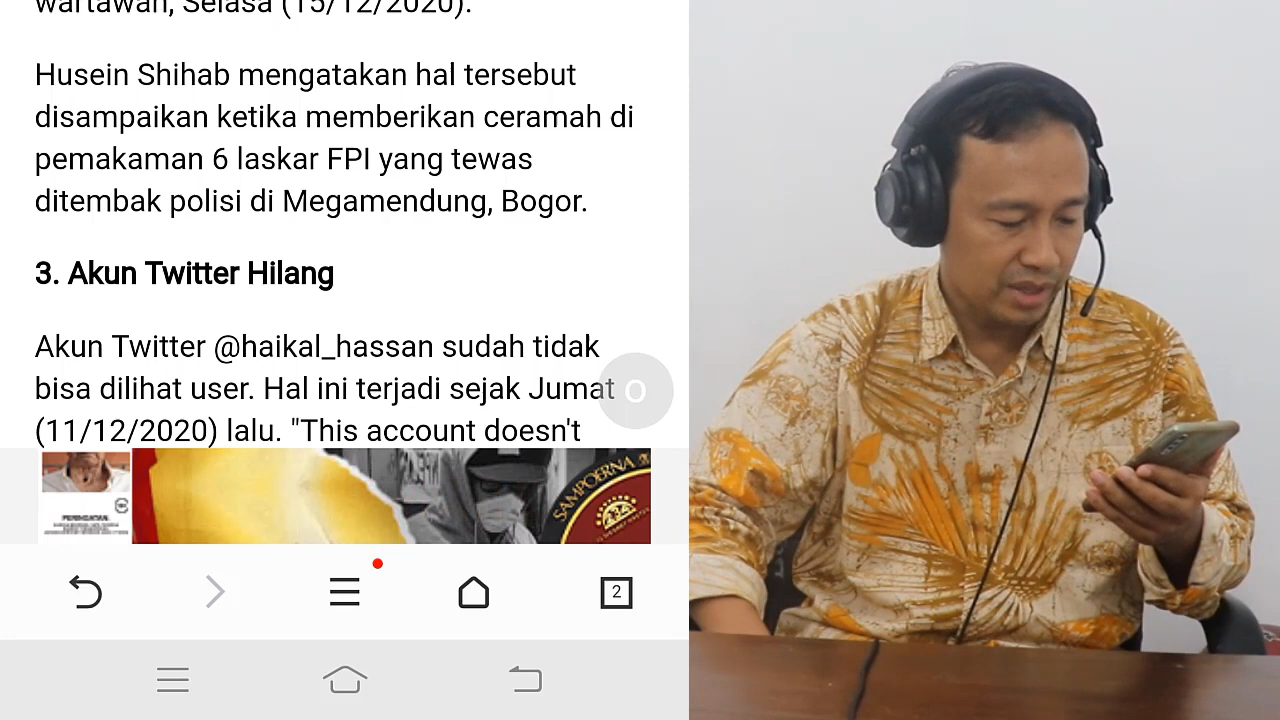 wartawan, Selasa (15/12/2020).
Husein Shihab mengatakan hal tersebut
disampaikan ketika memberikan ceramah di
pemakaman 6 laskar FPI yang tewas
ditembak polisi di Megamendung, Bogor.
3. Akun Twitter Hilang
Akun Twitter @haikal_hassan sudah tidak
bisa dilihat user. Hal ini terjadi sejak Jumat
(11/12/2020) lalu. "This account doesn't
PERINGATAN
SAMPOERNA
234
2